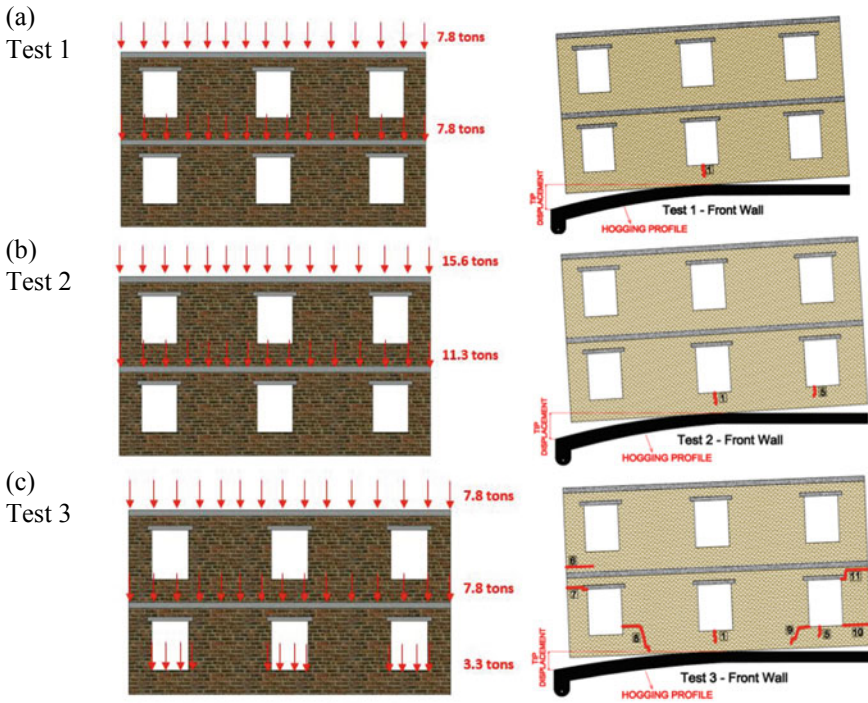 (a)
Test 1
7.8 tons
7.8 tons
1
TIP
DISPLACEMENT
Test 1 - Front Wall
HOGGING PROFILE
(b)
Test 2
15.6 tons
11.3 tons
1
5
TIP
DISPLACEMENT
Test 2 - Front Wall
HOGGING PROFILE
(c)
Test 3
7.8 tons
7.8 tons
3.3 tons
6
7
11
8
1
9
5
10
TIP
DISPLACEMENT
Test 3 - Front Wall
HOGGING PROFILE